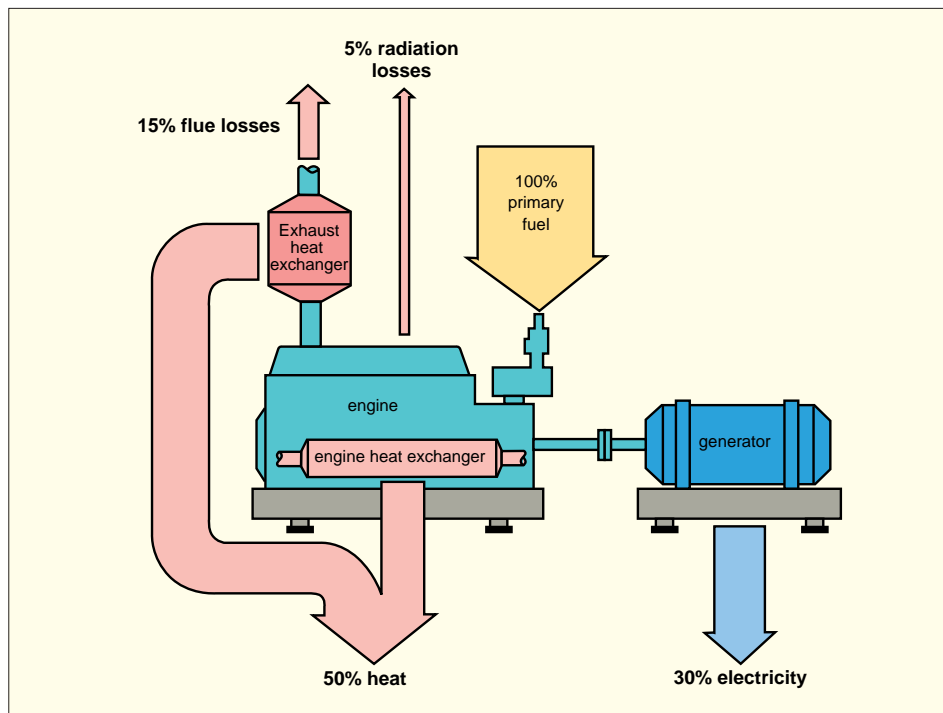 5% radiation
losses
15% flue losses
100%
primary
fuel
Exhaust
heat
exchanger
engine
generator
engine heat exchanger
50% heat
30% electricity